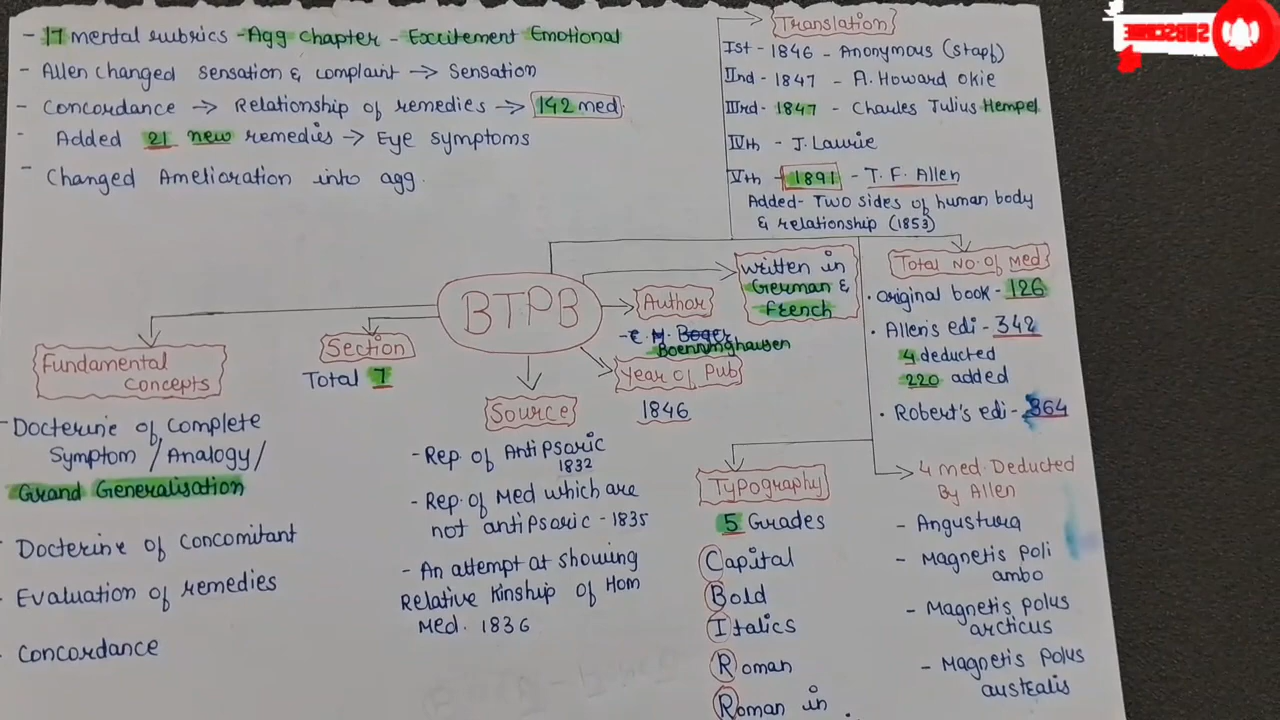 - 17 mental rubrics - Agg Chapter - Excitement Emotional
- Allen changed sensation & complaint → Sensation
- Concordance → Relationship of remedies → 142 med.
- Added 21 new remedies → Eye symptoms
- Changed Amelioration into agg.
Translation
Ist - 1846 - Anonymous (stapf)
IInd - 1847 - A. Howard Okie
IIIrd - 1847 - Charles Julius Hempel
IVth - J. Laurie
Vth - 1891 - T. F. Allen
Added - Two sides of human body
& relationship (1853)
BTPB
Written in
German &
French
Author
- C. M. Boger
Boenninghausen
Year of Pub
1846
Total No. of Med
• original book - 126
• Allen's edi - 342
4 deducted
220 added
• Robert's edi - 364
Section
Total 7
Fundamental
Concepts
- Docterine of Complete
Symptom / Analogy /
Grand Generalisation
. Docterine of Concomitant
. Evaluation of remedies
. Concordance
Source
- Rep. of Antipsoric
1832
- Rep. of Med which are
not antipsoric - 1835
- An attempt at showing
Relative Kinship of Hom
Med. 1836
Typography
5 Grades
Capital
Bold
Italics
Roman
Roman in
4 med. Deducted
By Allen
- Angustura
- Magnetis poli
ambo
- Magnetis polus
arcticus
- Magnetis polus
austealis
SUBSCRIBE